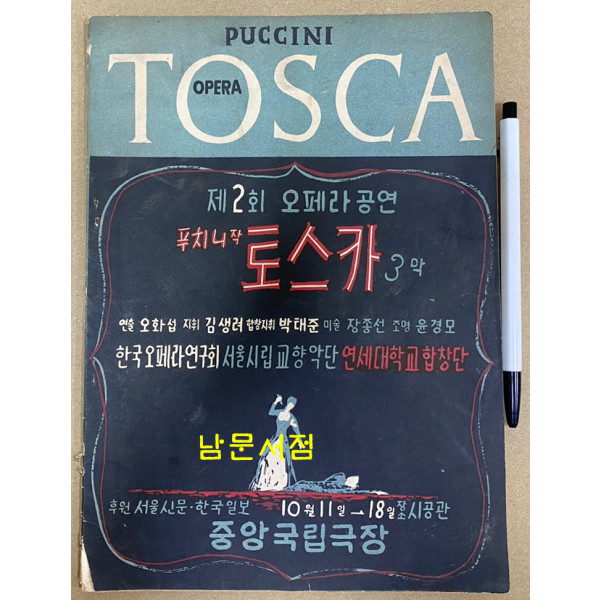 PUCCINI
TOSCA
OPERA
제2회 오페라 공연
푸치니 작 토스카 3막
연출 오화섭 지휘 김생려 합창지휘 박태준 미술 장종선 조명 윤경모
한국오페라연구회 서울시립교향악단 연세대학교합창단
남문서점
후원 서울신문·한국일보 10월11일→18일 장소 시공관
중앙국립극장